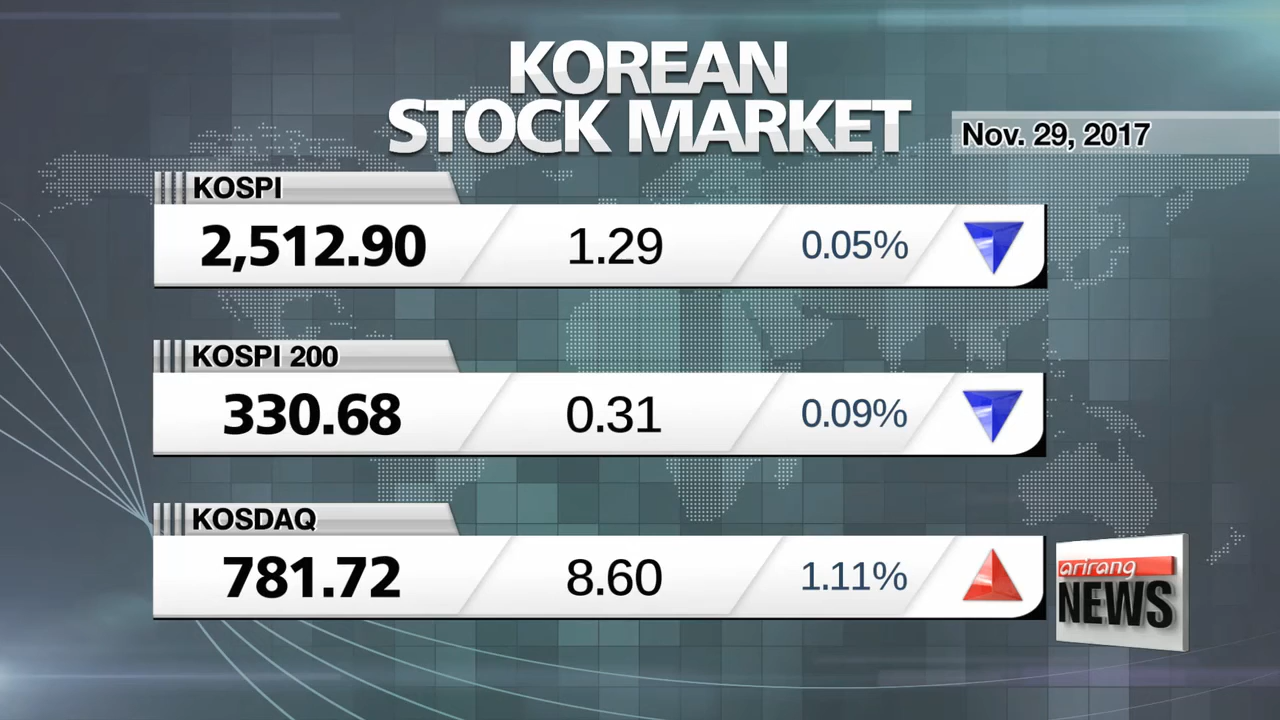 KOREAN
STOCK MARKET
Nov. 29, 2017
KOSPI
2,512.90 1.29 0.05%
KOSPI 200
330.68 0.31 0.09%
KOSDAQ
781.72 8.60 1.11%
arirang
NEWS